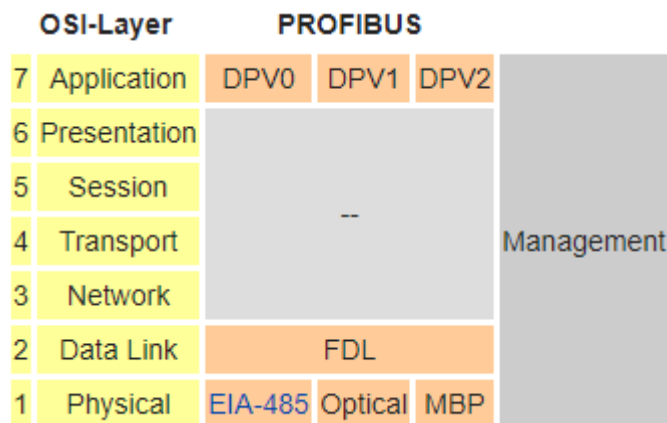 OSI-Layer PROFIBUS
7 Application DPV0 DPV1 DPV2
6 Presentation
5 Session
--
4 Transport Management
3 Network
2 Data Link FDL
1 Physical EIA-485 Optical MBP